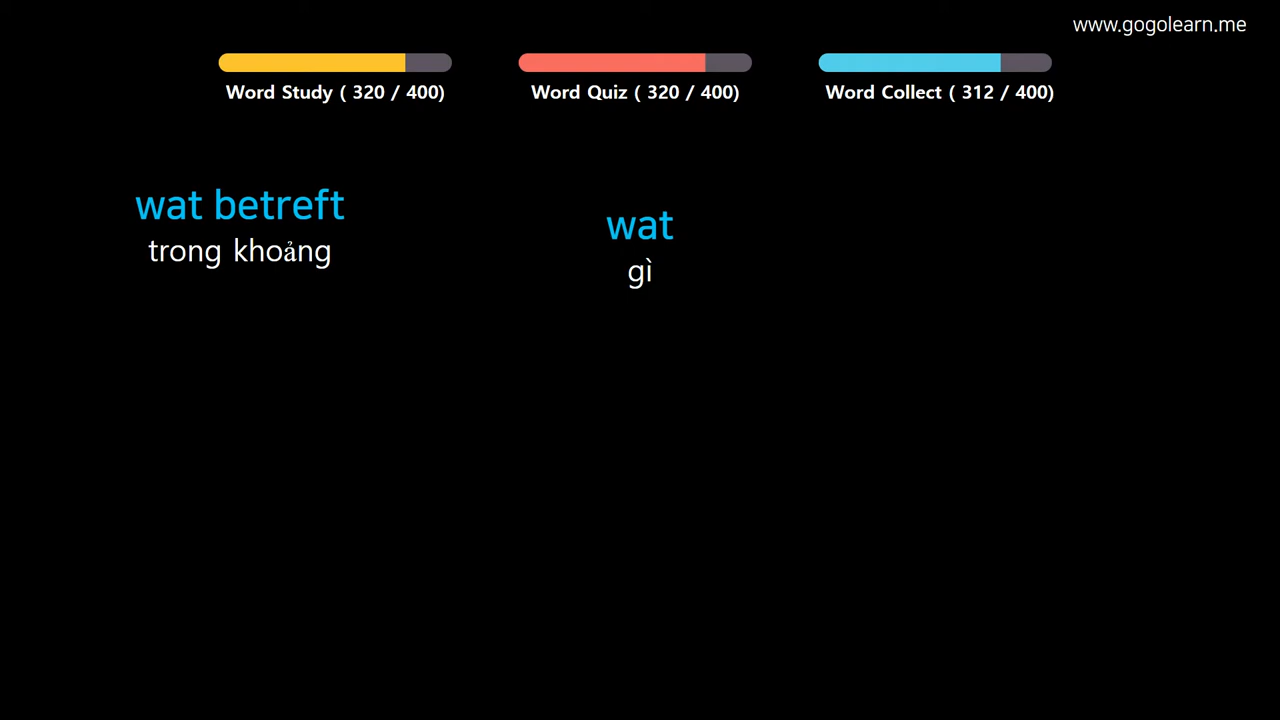 www.gogolearn.me
Word Study ( 320 / 400)
Word Quiz ( 320 / 400)
Word Collect ( 312 / 400)
wat betreft
trong khoảng
wat
gì